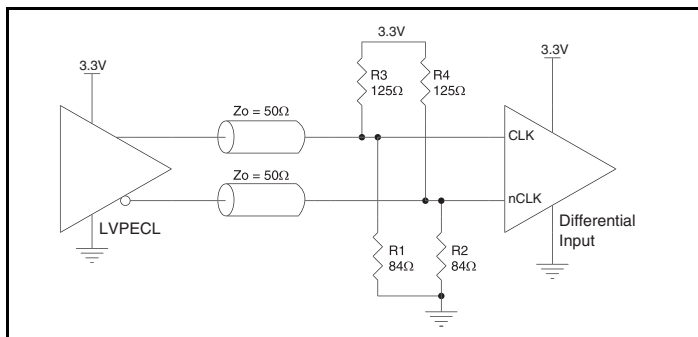 3.3V
3.3V
3.3V
R3
125Ω
R4
125Ω
Zo = 50Ω
CLK
Zo = 50Ω
nCLK
LVPECL
Differential
Input
R1
84Ω
R2
84Ω